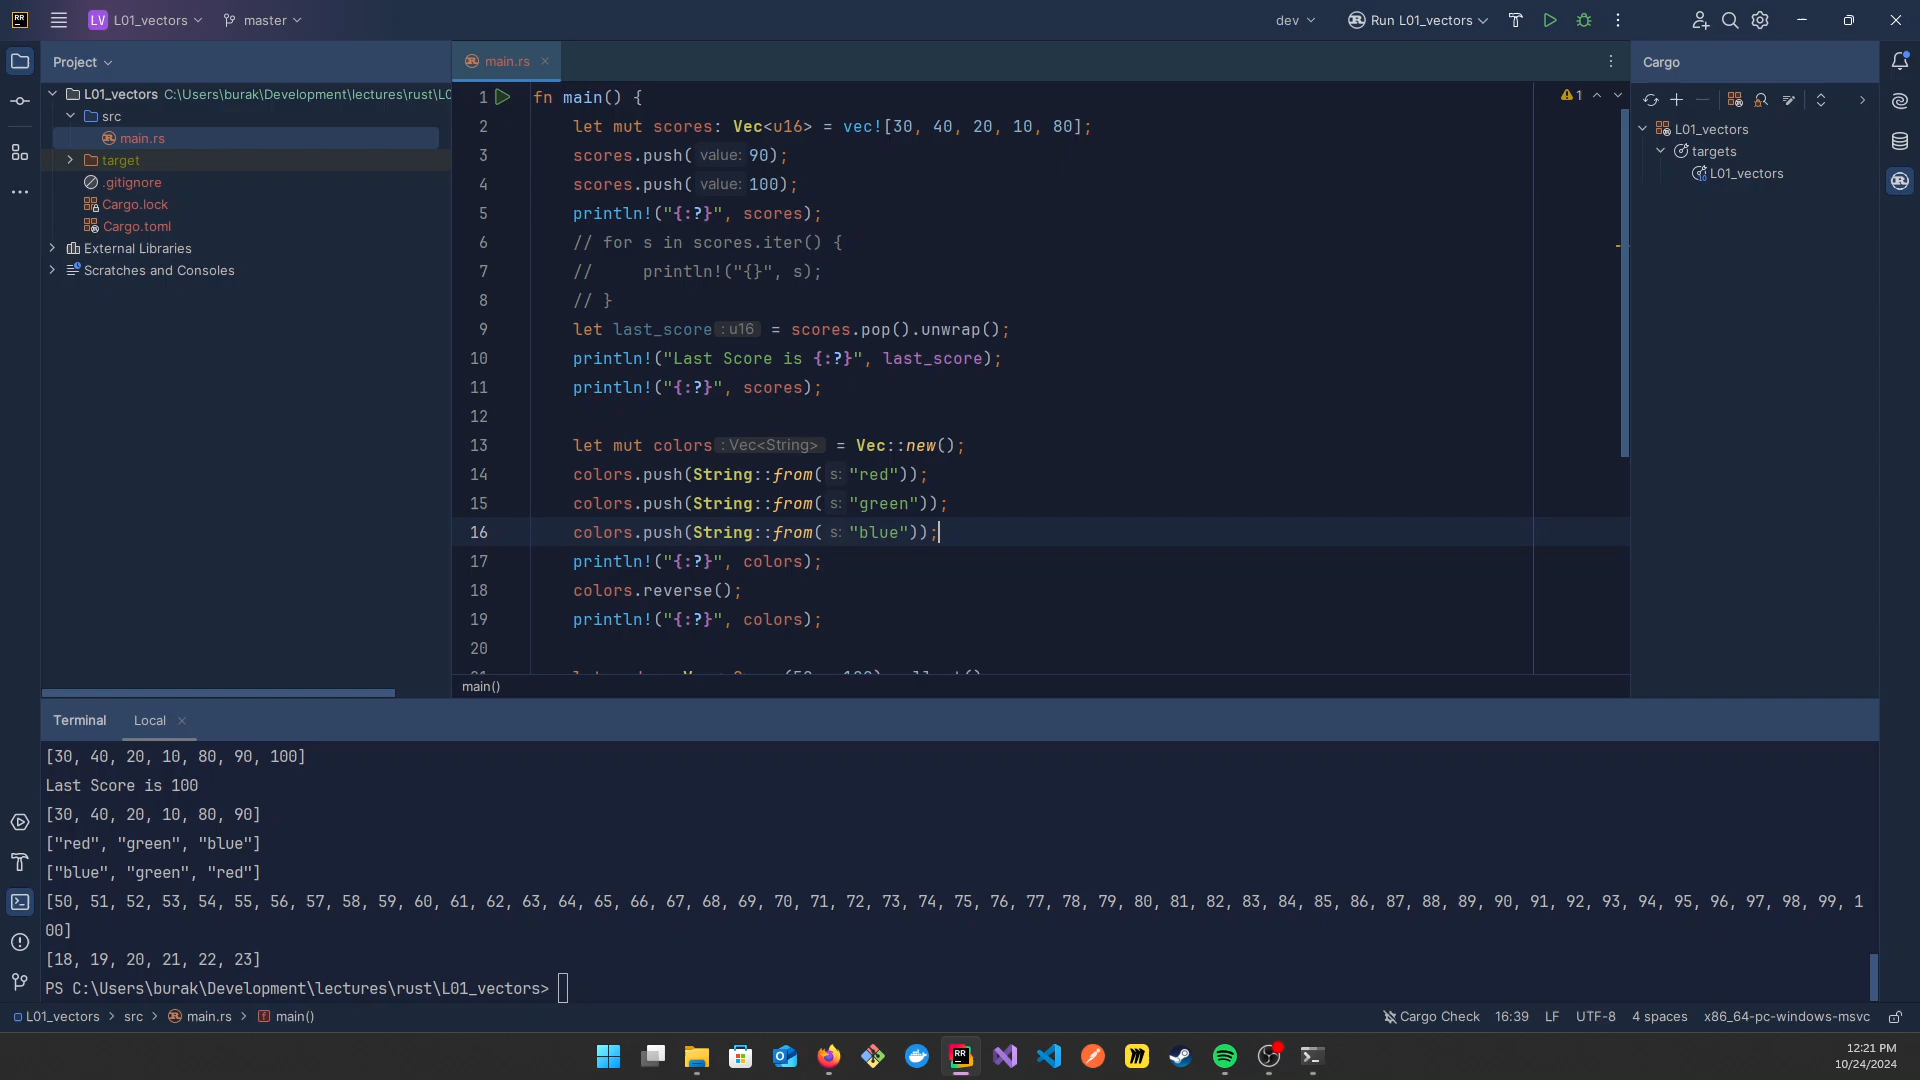 RR
LV L01_vectors master dev Run L01_vectors
Project
main.rs
Cargo
L01_vectors C:\Users\burak\Development\lectures\rust\L0
src
main.rs
target
.gitignore
Cargo.lock
Cargo.toml
External Libraries
Scratches and Consoles
1 fn main() {
2 let mut scores: Vec<u16> = vec![30, 40, 20, 10, 80];
3 scores.push( value: 90);
4 scores.push( value: 100);
5 println!("{:?}", scores);
6 // for s in scores.iter() {
7 //     println!("{}", s);
8 // }
9 let last_score : u16 = scores.pop().unwrap();
10 println!("Last Score is {:?}", last_score);
11 println!("{:?}", scores);
12
13 let mut colors : Vec<String> = Vec::new();
14 colors.push(String::from( s: "red"));
15 colors.push(String::from( s: "green"));
16 colors.push(String::from( s: "blue"));
17 println!("{:?}", colors);
18 colors.reverse();
19 println!("{:?}", colors);
20
1
L01_vectors
targets
L01_vectors
main()
Terminal Local
[30, 40, 20, 10, 80, 90, 100]
Last Score is 100
[30, 40, 20, 10, 80, 90]
["red", "green", "blue"]
["blue", "green", "red"]
[50, 51, 52, 53, 54, 55, 56, 57, 58, 59, 60, 61, 62, 63, 64, 65, 66, 67, 68, 69, 70, 71, 72, 73, 74, 75, 76, 77, 78, 79, 80, 81, 82, 83, 84, 85, 86, 87, 88, 89, 90, 91, 92, 93, 94, 95, 96, 97, 98, 99, 1
00]
[18, 19, 20, 21, 22, 23]
PS C:\Users\burak\Development\lectures\rust\L01_vectors>
L01_vectors > src > main.rs > main() Cargo Check 16:39 LF UTF-8 4 spaces x86_64-pc-windows-msvc
RR
12:21 PM
10/24/2024